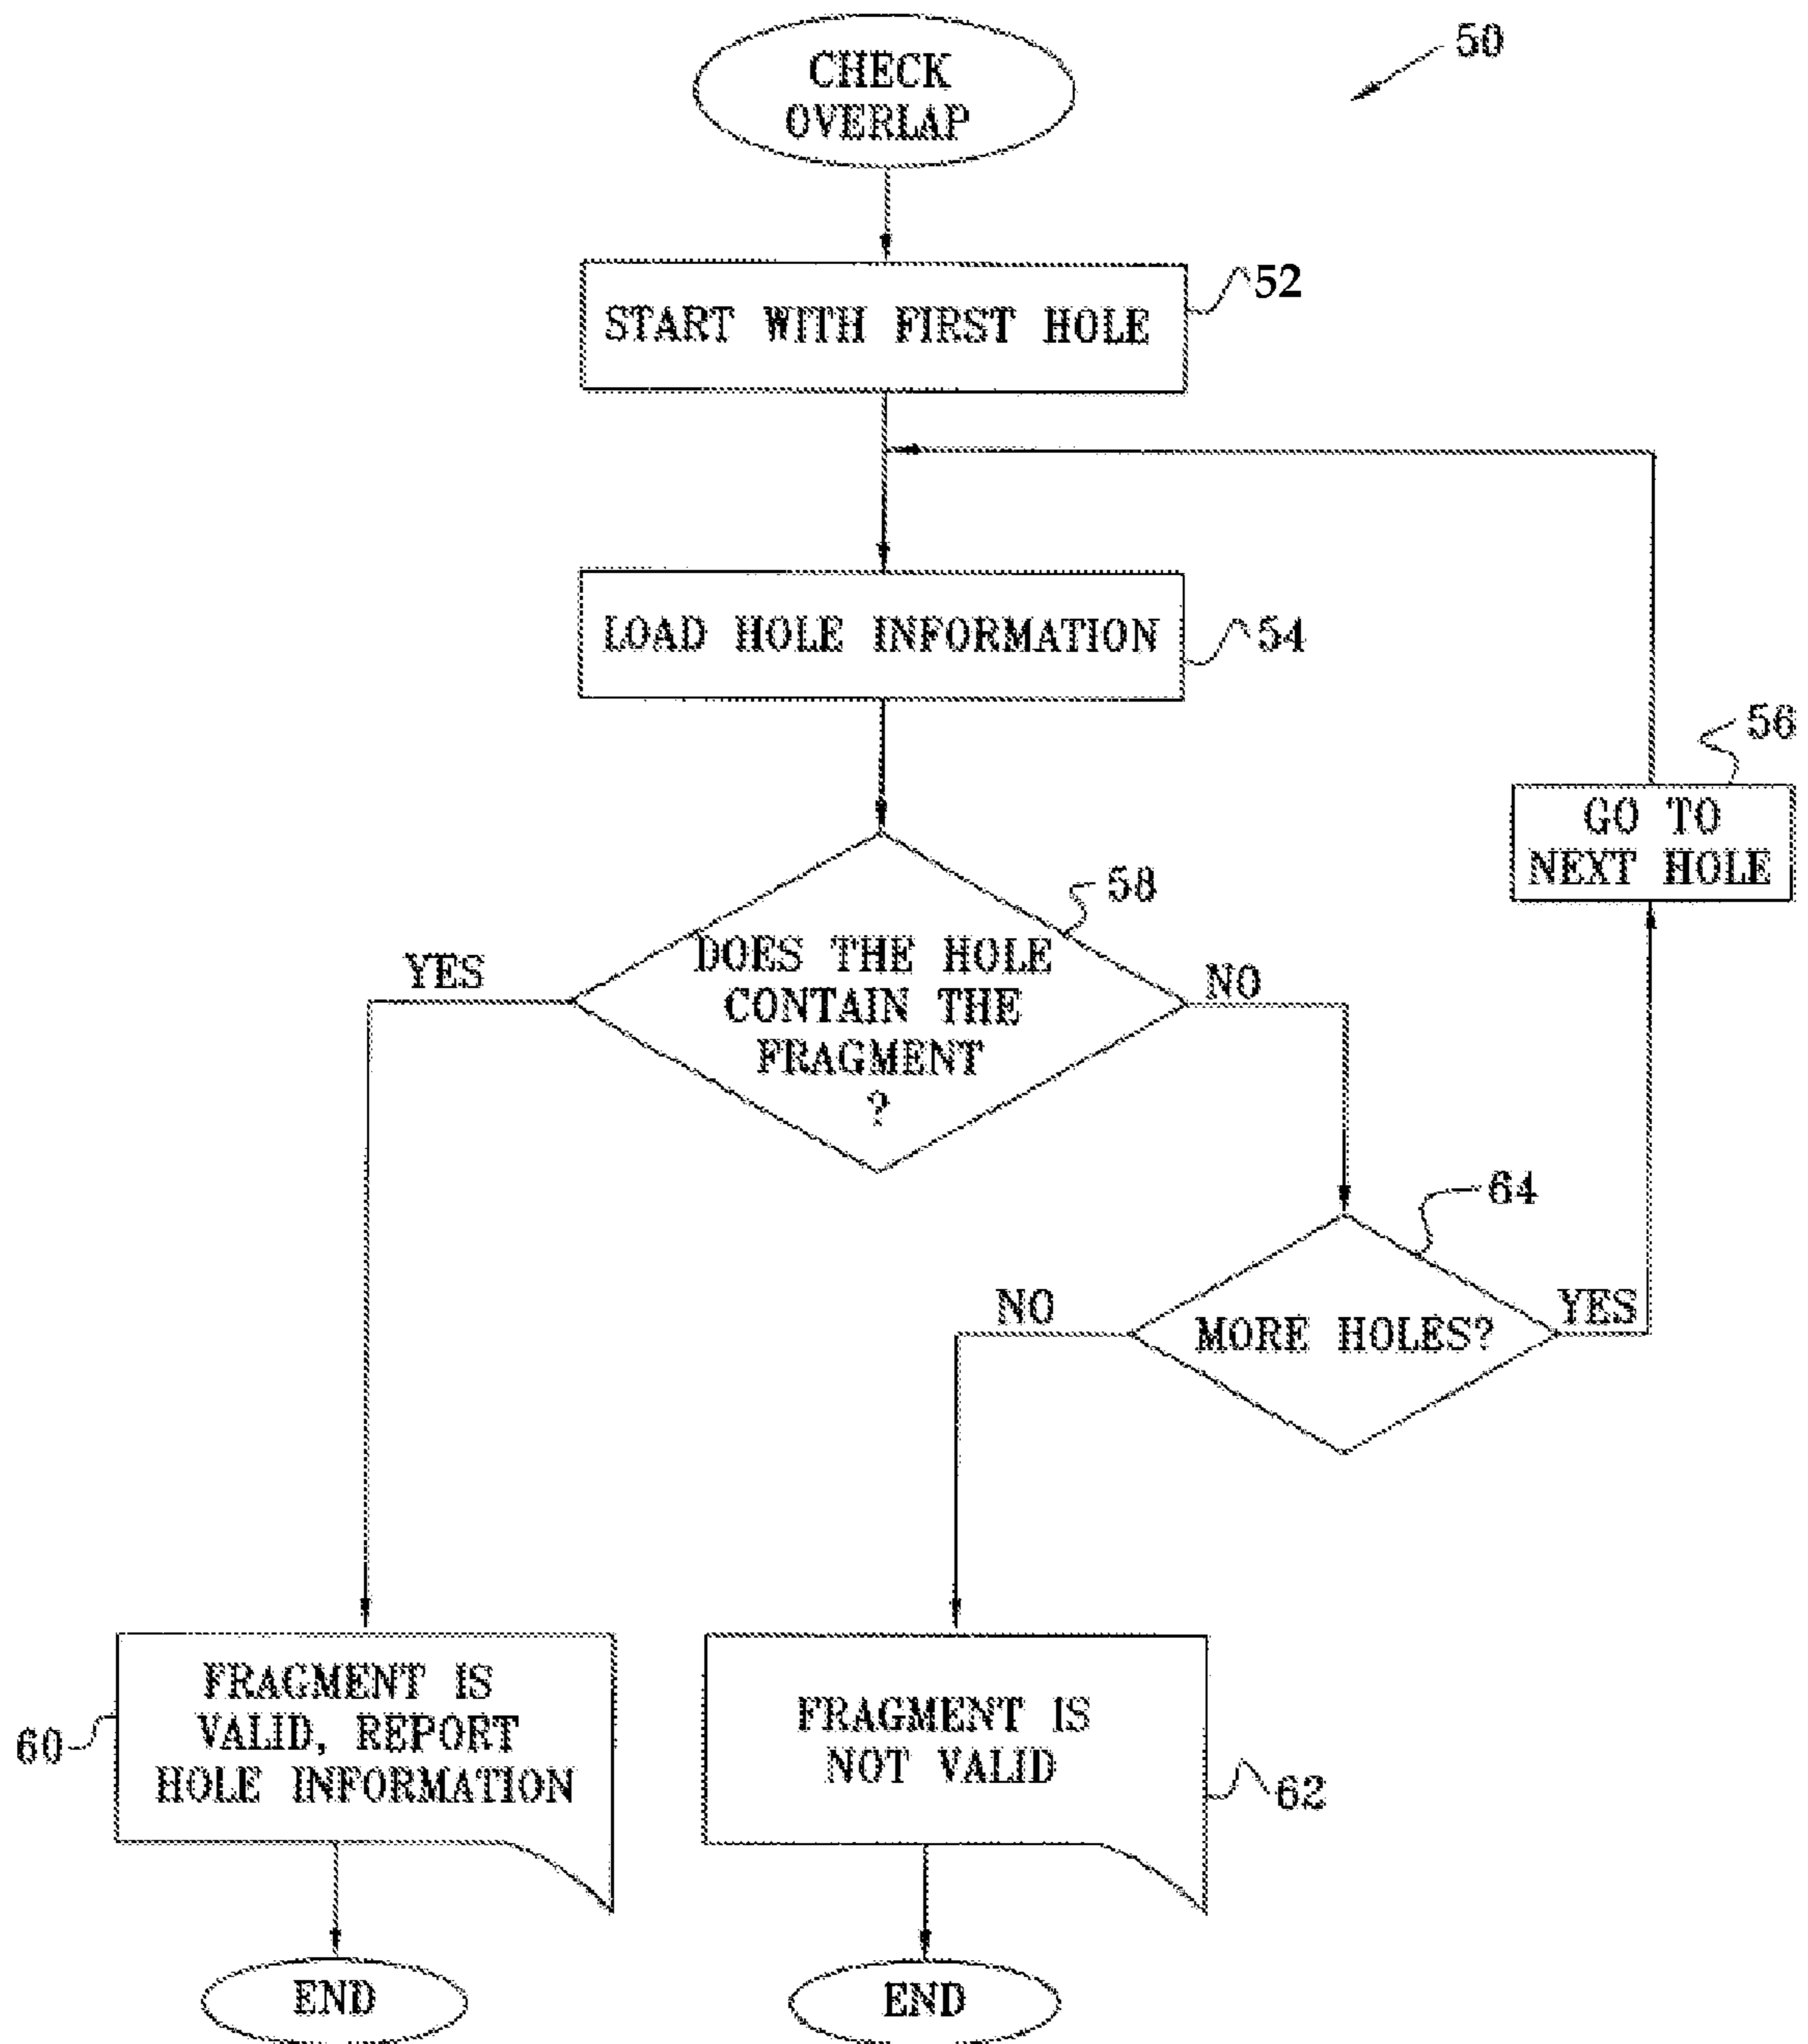 CHECK
OVERLAP
50
START WITH FIRST HOLE
52
LOAD HOLE INFORMATION
54
56
GO TO
NEXT HOLE
58
DOES THE HOLE
CONTAIN THE
FRAGMENT
?
YES
NO
64
MORE HOLES?
NO
YES
60
FRAGMENT IS
VALID, REPORT
HOLE INFORMATION
FRAGMENT IS
NOT VALID
62
END
END